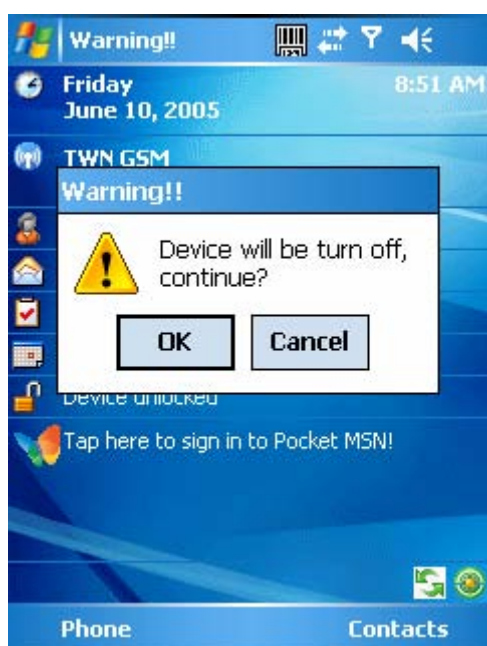 Warning!!
Friday
8:51 AM
June 10, 2005
TWN GSM
Warning!!
Device will be turn off,
continue?
OK
Cancel
Device unlocked
Tap here to sign in to Pocket MSN!
Phone
Contacts